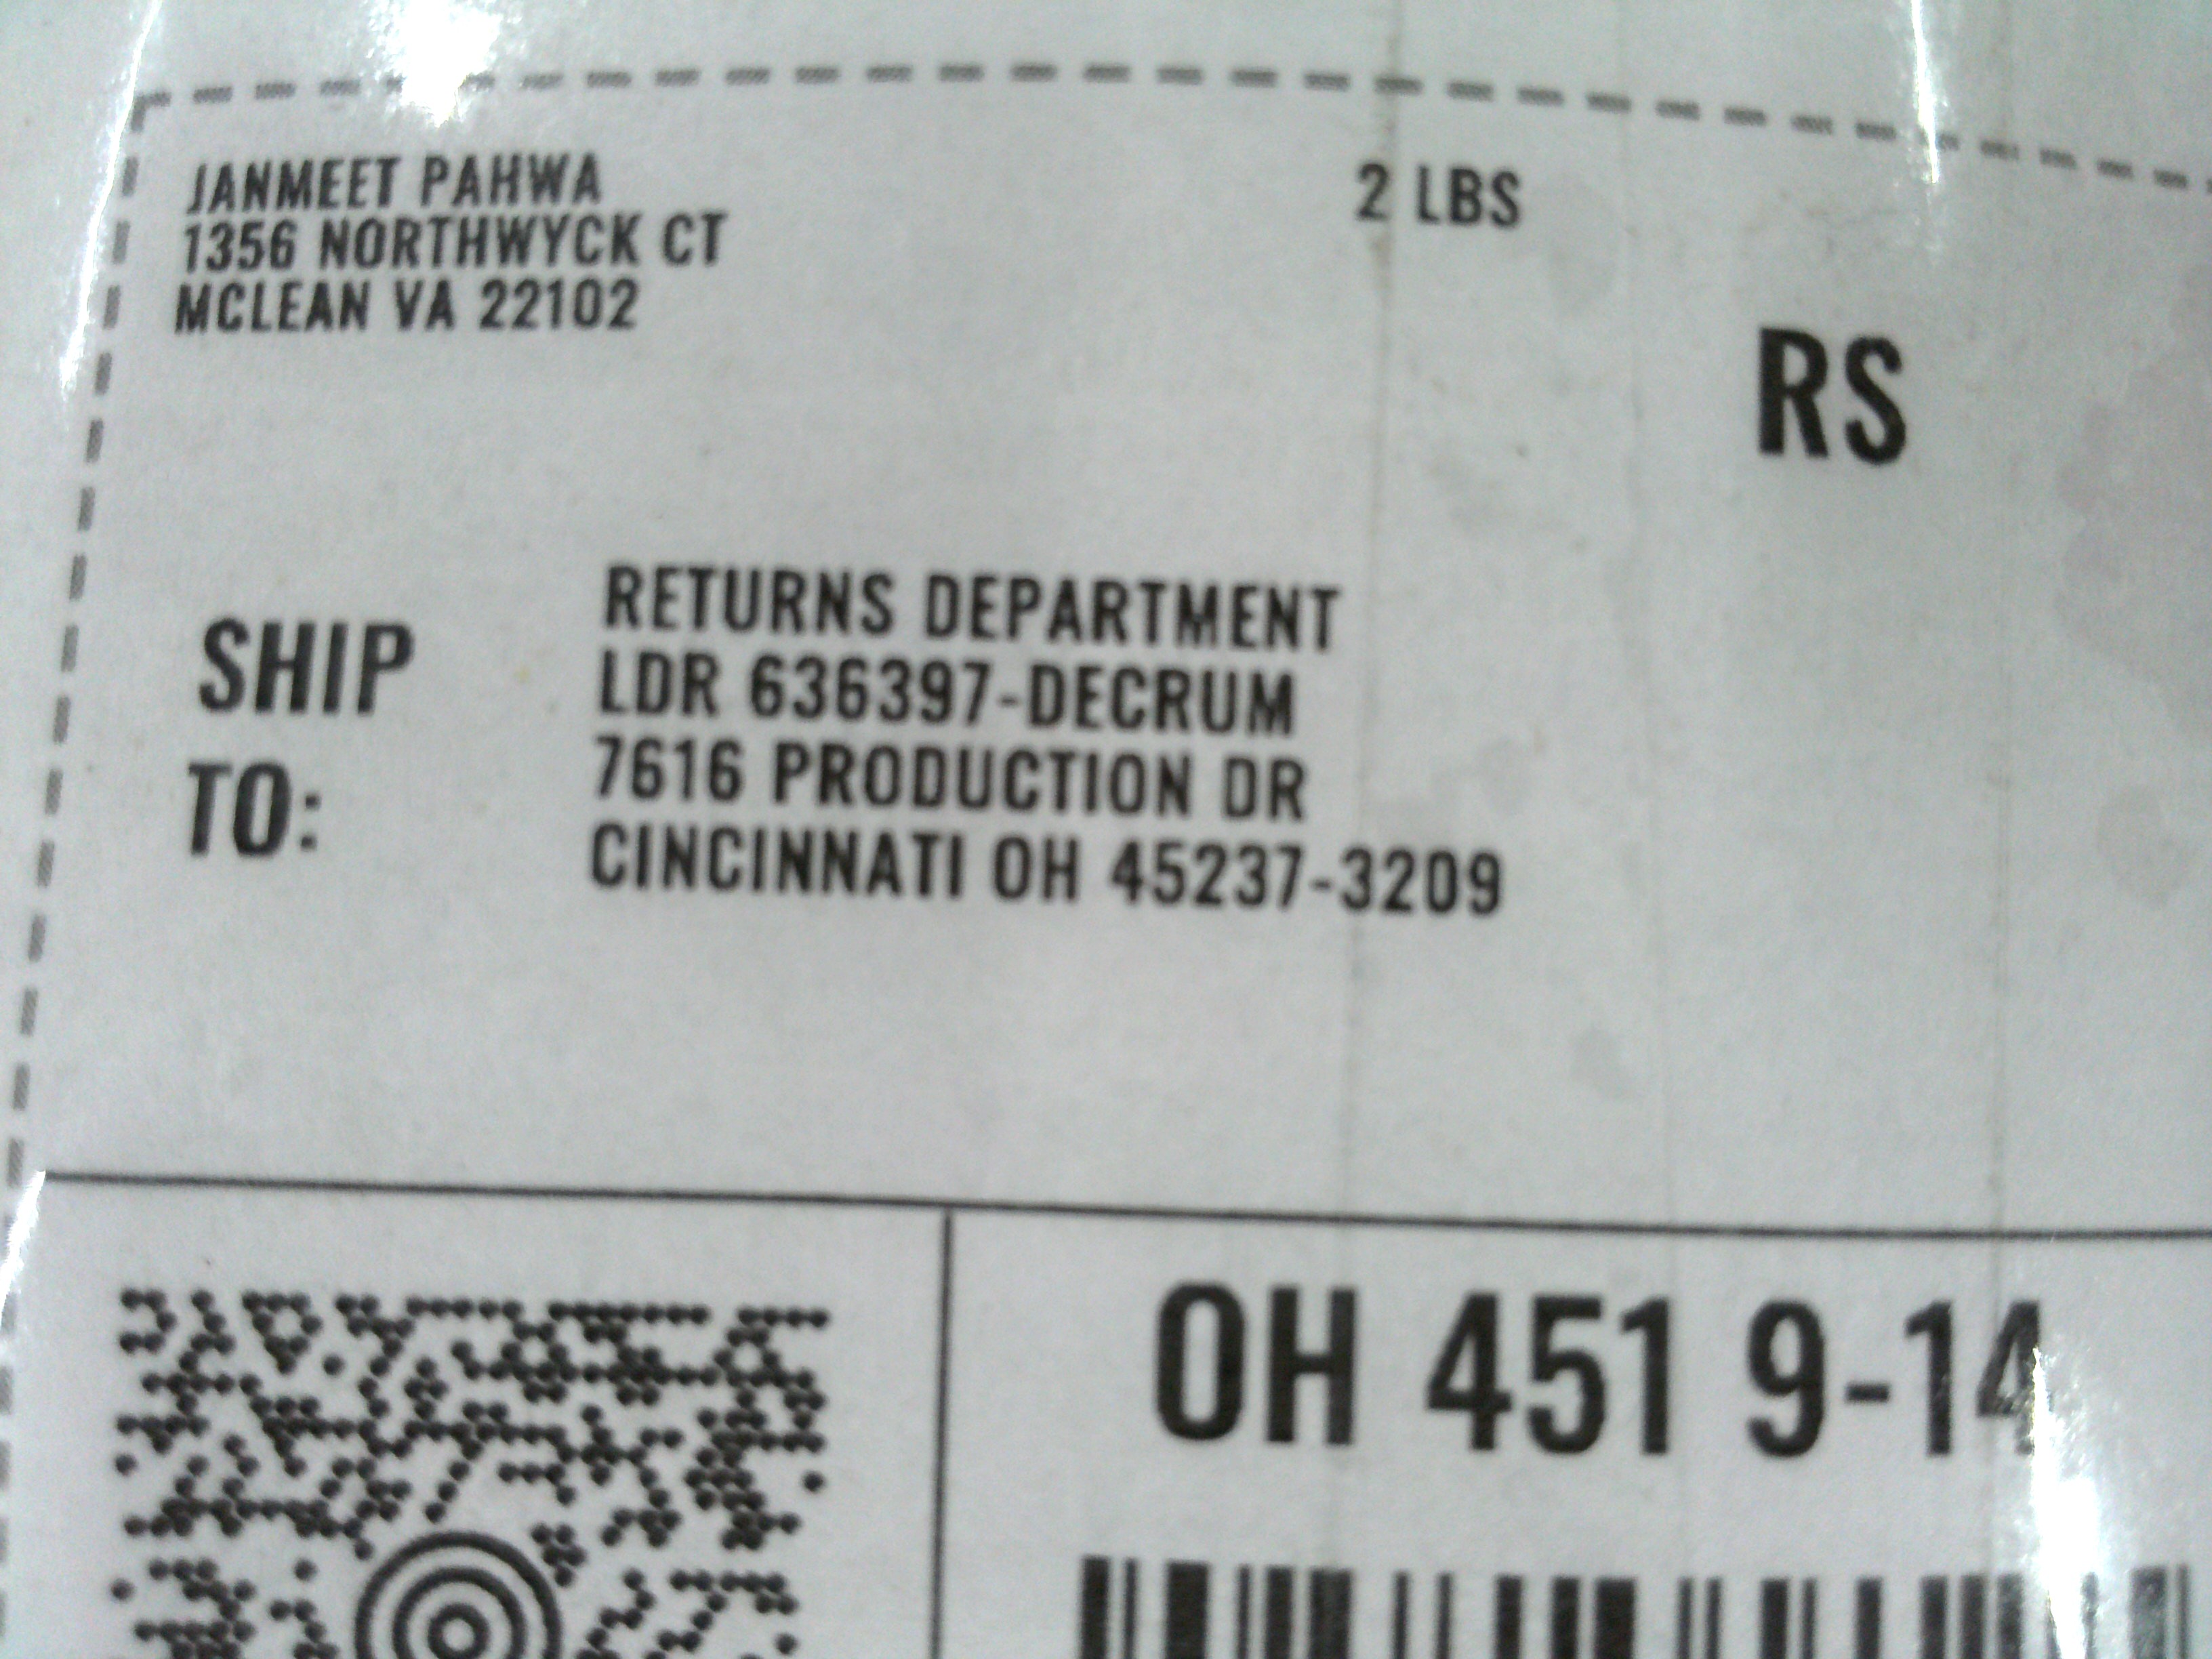 JANMEET PAHWA
1356 NORTHWYCK CT
MCLEAN VA 22102
2 LBS
RS
SHIP
TO:
RETURNS DEPARTMENT
LDR 636397-DECRUM
7616 PRODUCTION DR
CINCINNATI OH 45237-3209
OH 451 9-14